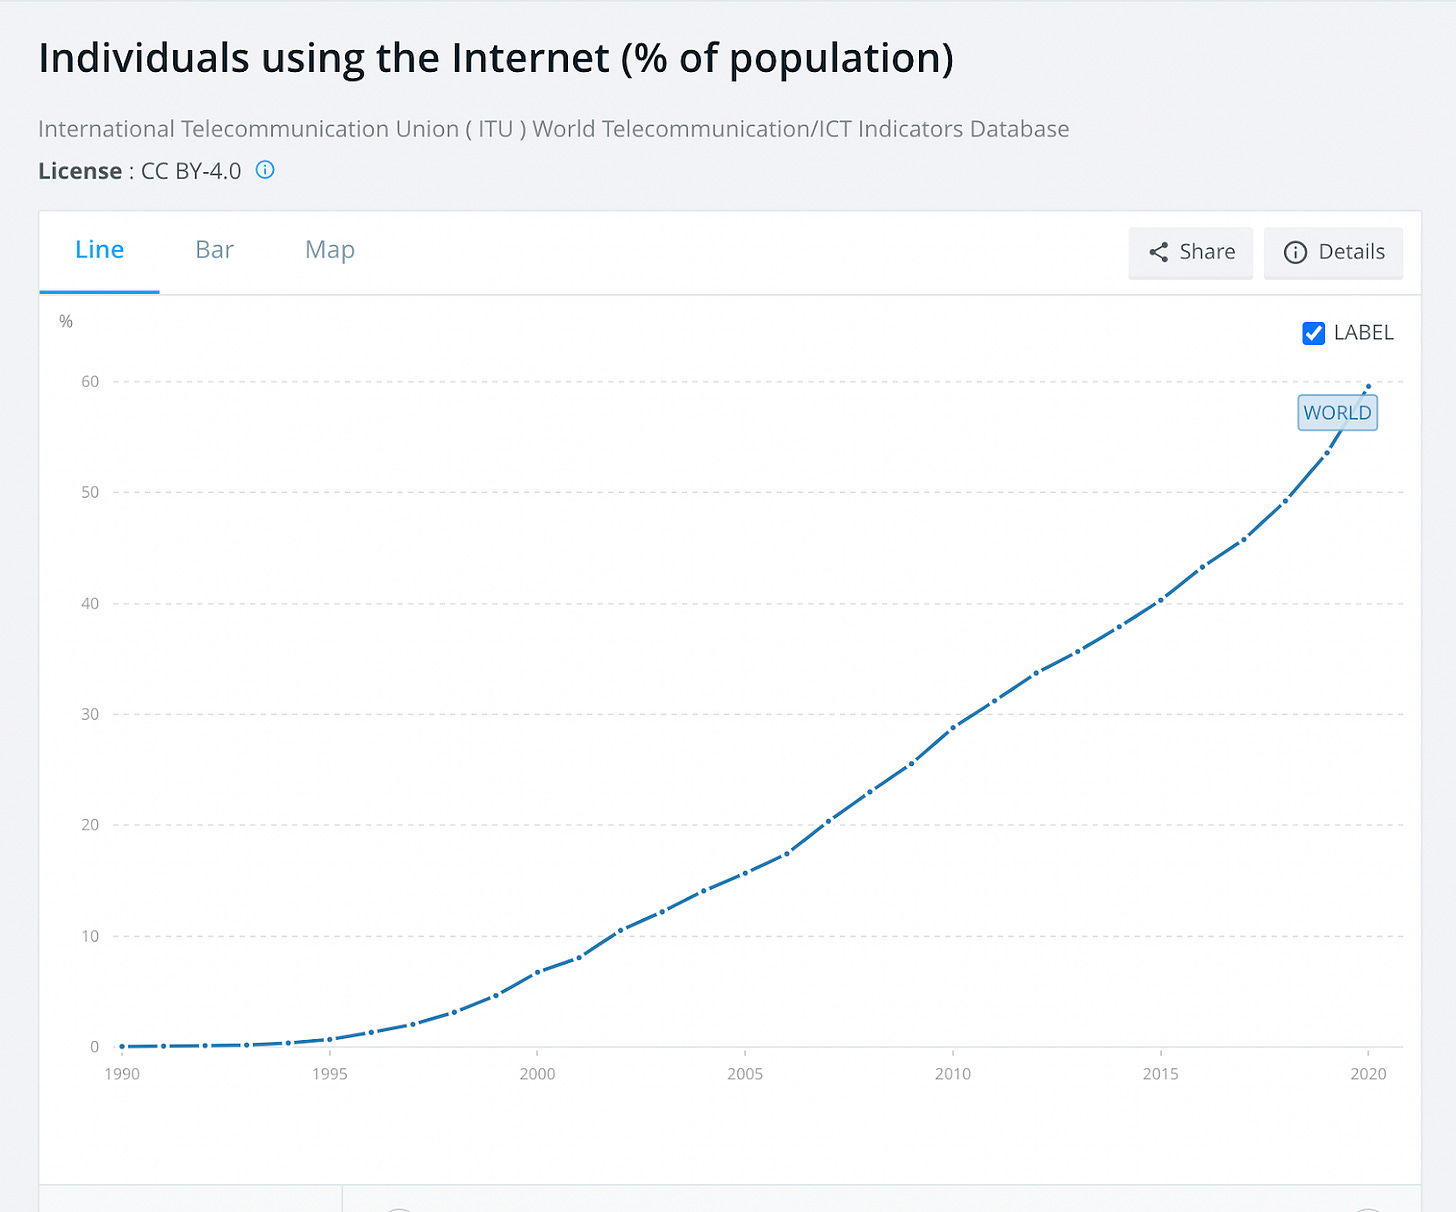 Individuals using the Internet (% of population)
International Telecommunication Union ( ITU ) World Telecommunication/ICT Indicators Database
License : CC BY-4.0
Line Bar Map Share Details
%
LABEL
60
WORLD
50
40
30
20
10
0
1990 1995 2000 2005 2010 2015 2020